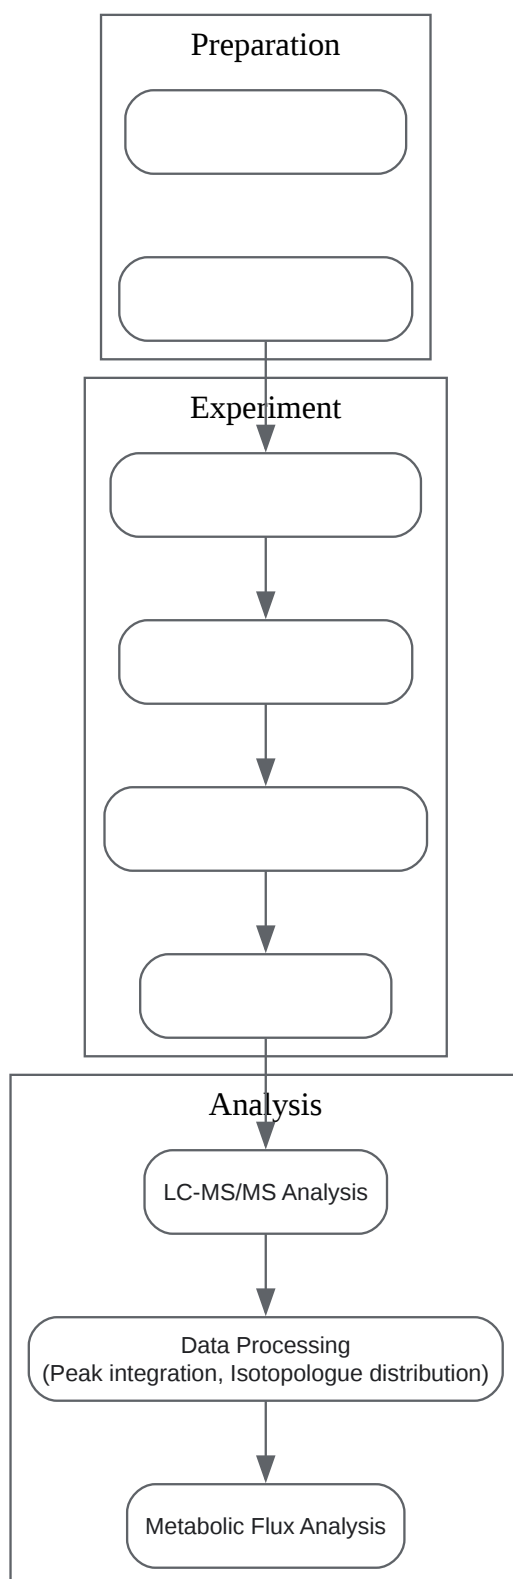 Preparation
Experiment
Analysis
LC-MS/MS Analysis
Data Processing
(Peak integration, Isotopologue distribution)
Metabolic Flux Analysis